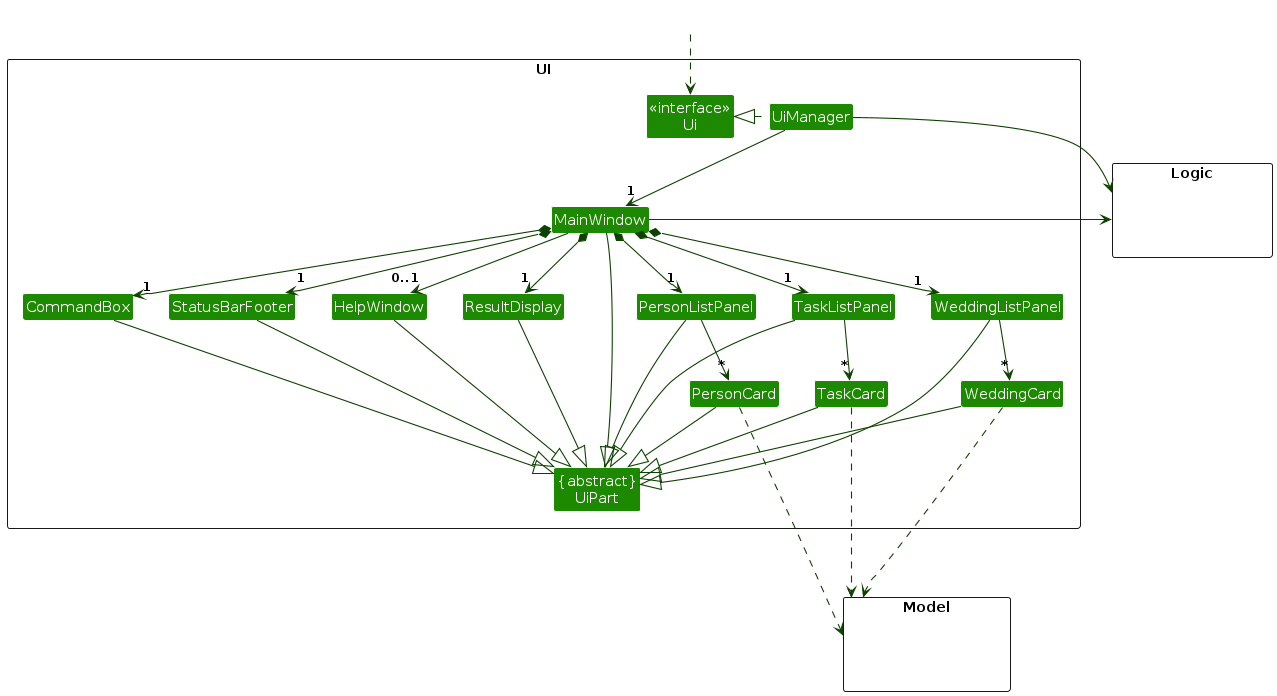 UI
«interface»
Ui
UiManager
Logic
1
MainWindow
1
1
0..1
1
1
1
1
CommandBox
StatusBarFooter
HelpWindow
ResultDisplay
PersonListPanel
TaskListPanel
WeddingListPanel
*
*
*
PersonCard
TaskCard
WeddingCard
{abstract}
UiPart
Model